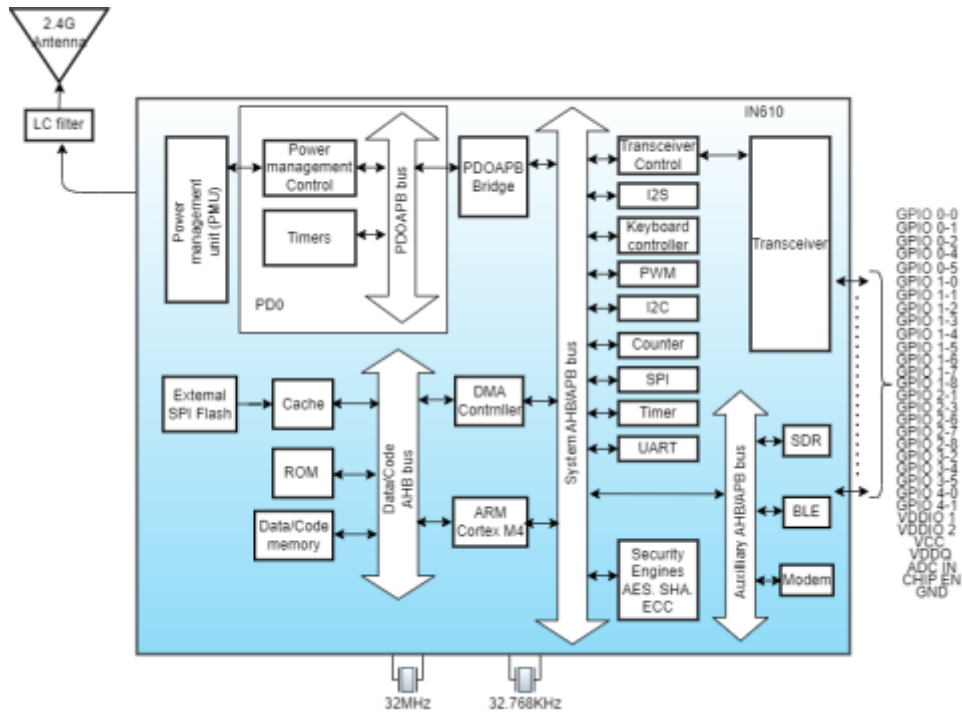 2.4G
Antenna
LC filter
IN610
Power
management
unit (PMU)
Power
management
Control
Timers
PD0
PDOAPB bus
PDOAPB
Bridge
System AHB/APB bus
Transceiver
Control
I2S
Keyboard
controller
PWM
I2C
Counter
SPI
Timer
UART
Transceiver
External
SPI Flash
Cache
ROM
Data/Code
memory
Data/Code
AHB bus
DMA
Contrnller
ARM
Cortex M4
Security
Engines
AES. SHA.
ECC
Auxilliary AHB/APB bus
SDR
BLE
Modem
GPIO 0-0
GPIO 0-1
GPIO 0-2
GPIO 0-4
GPIO 0-5
GPIO 1-0
GPIO 1-1
GPIO 1-2
GPIO 1-3
GPIO 1-4
GPIO 1-5
GPIO 1-6
GPIO 1-7
GPIO 1-8
GPIO 2-1
GPIO 2-3
GPIO 2-6
GPIO 2-7
GPIO 2-8
GPIO 3-2
GPIO 3-4
GPIO 3-5
GPIO 4-0
GPIO 4-1
VDDIO 1
VDDIO 2
VCC
VDDQ
ADC IN
CHIP EN
GND
32MHz
32.768KHz